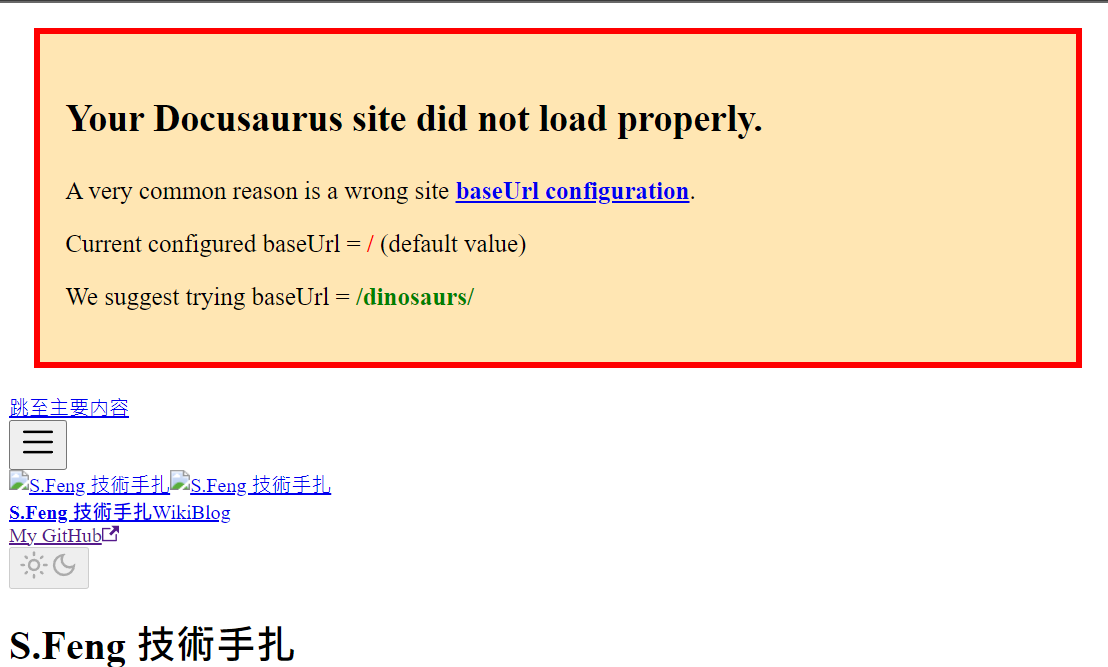 Your Docusaurus site did not load properly.
A very common reason is a wrong site baseUrl configuration.
Current configured baseUrl = / (default value)
We suggest trying baseUrl = /dinosaurs/
跳至主要内容
S.Feng 技術手扎S.Feng 技術手扎
S.Feng 技術手扎WikiBlog
My GitHub
S.Feng 技術手扎